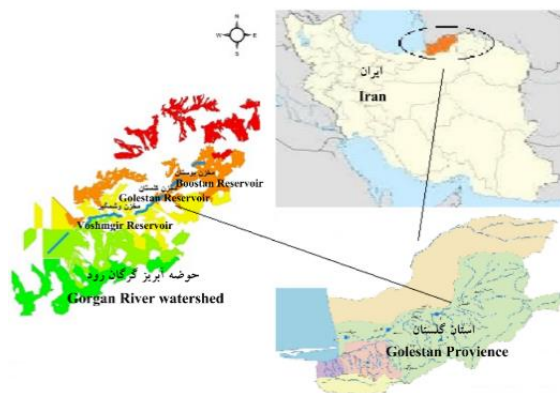 N
W
E
S
ایران
Iran
مخزن بوستان
Boostan Reservoir
مخزن گلستان
Golestan Reservoir
مخزن وشمگیر
Voshmgir Reservoir
حوضه آبریز گرگان رود
Gorgan River watershed
استان گلستان
Golestan Provience